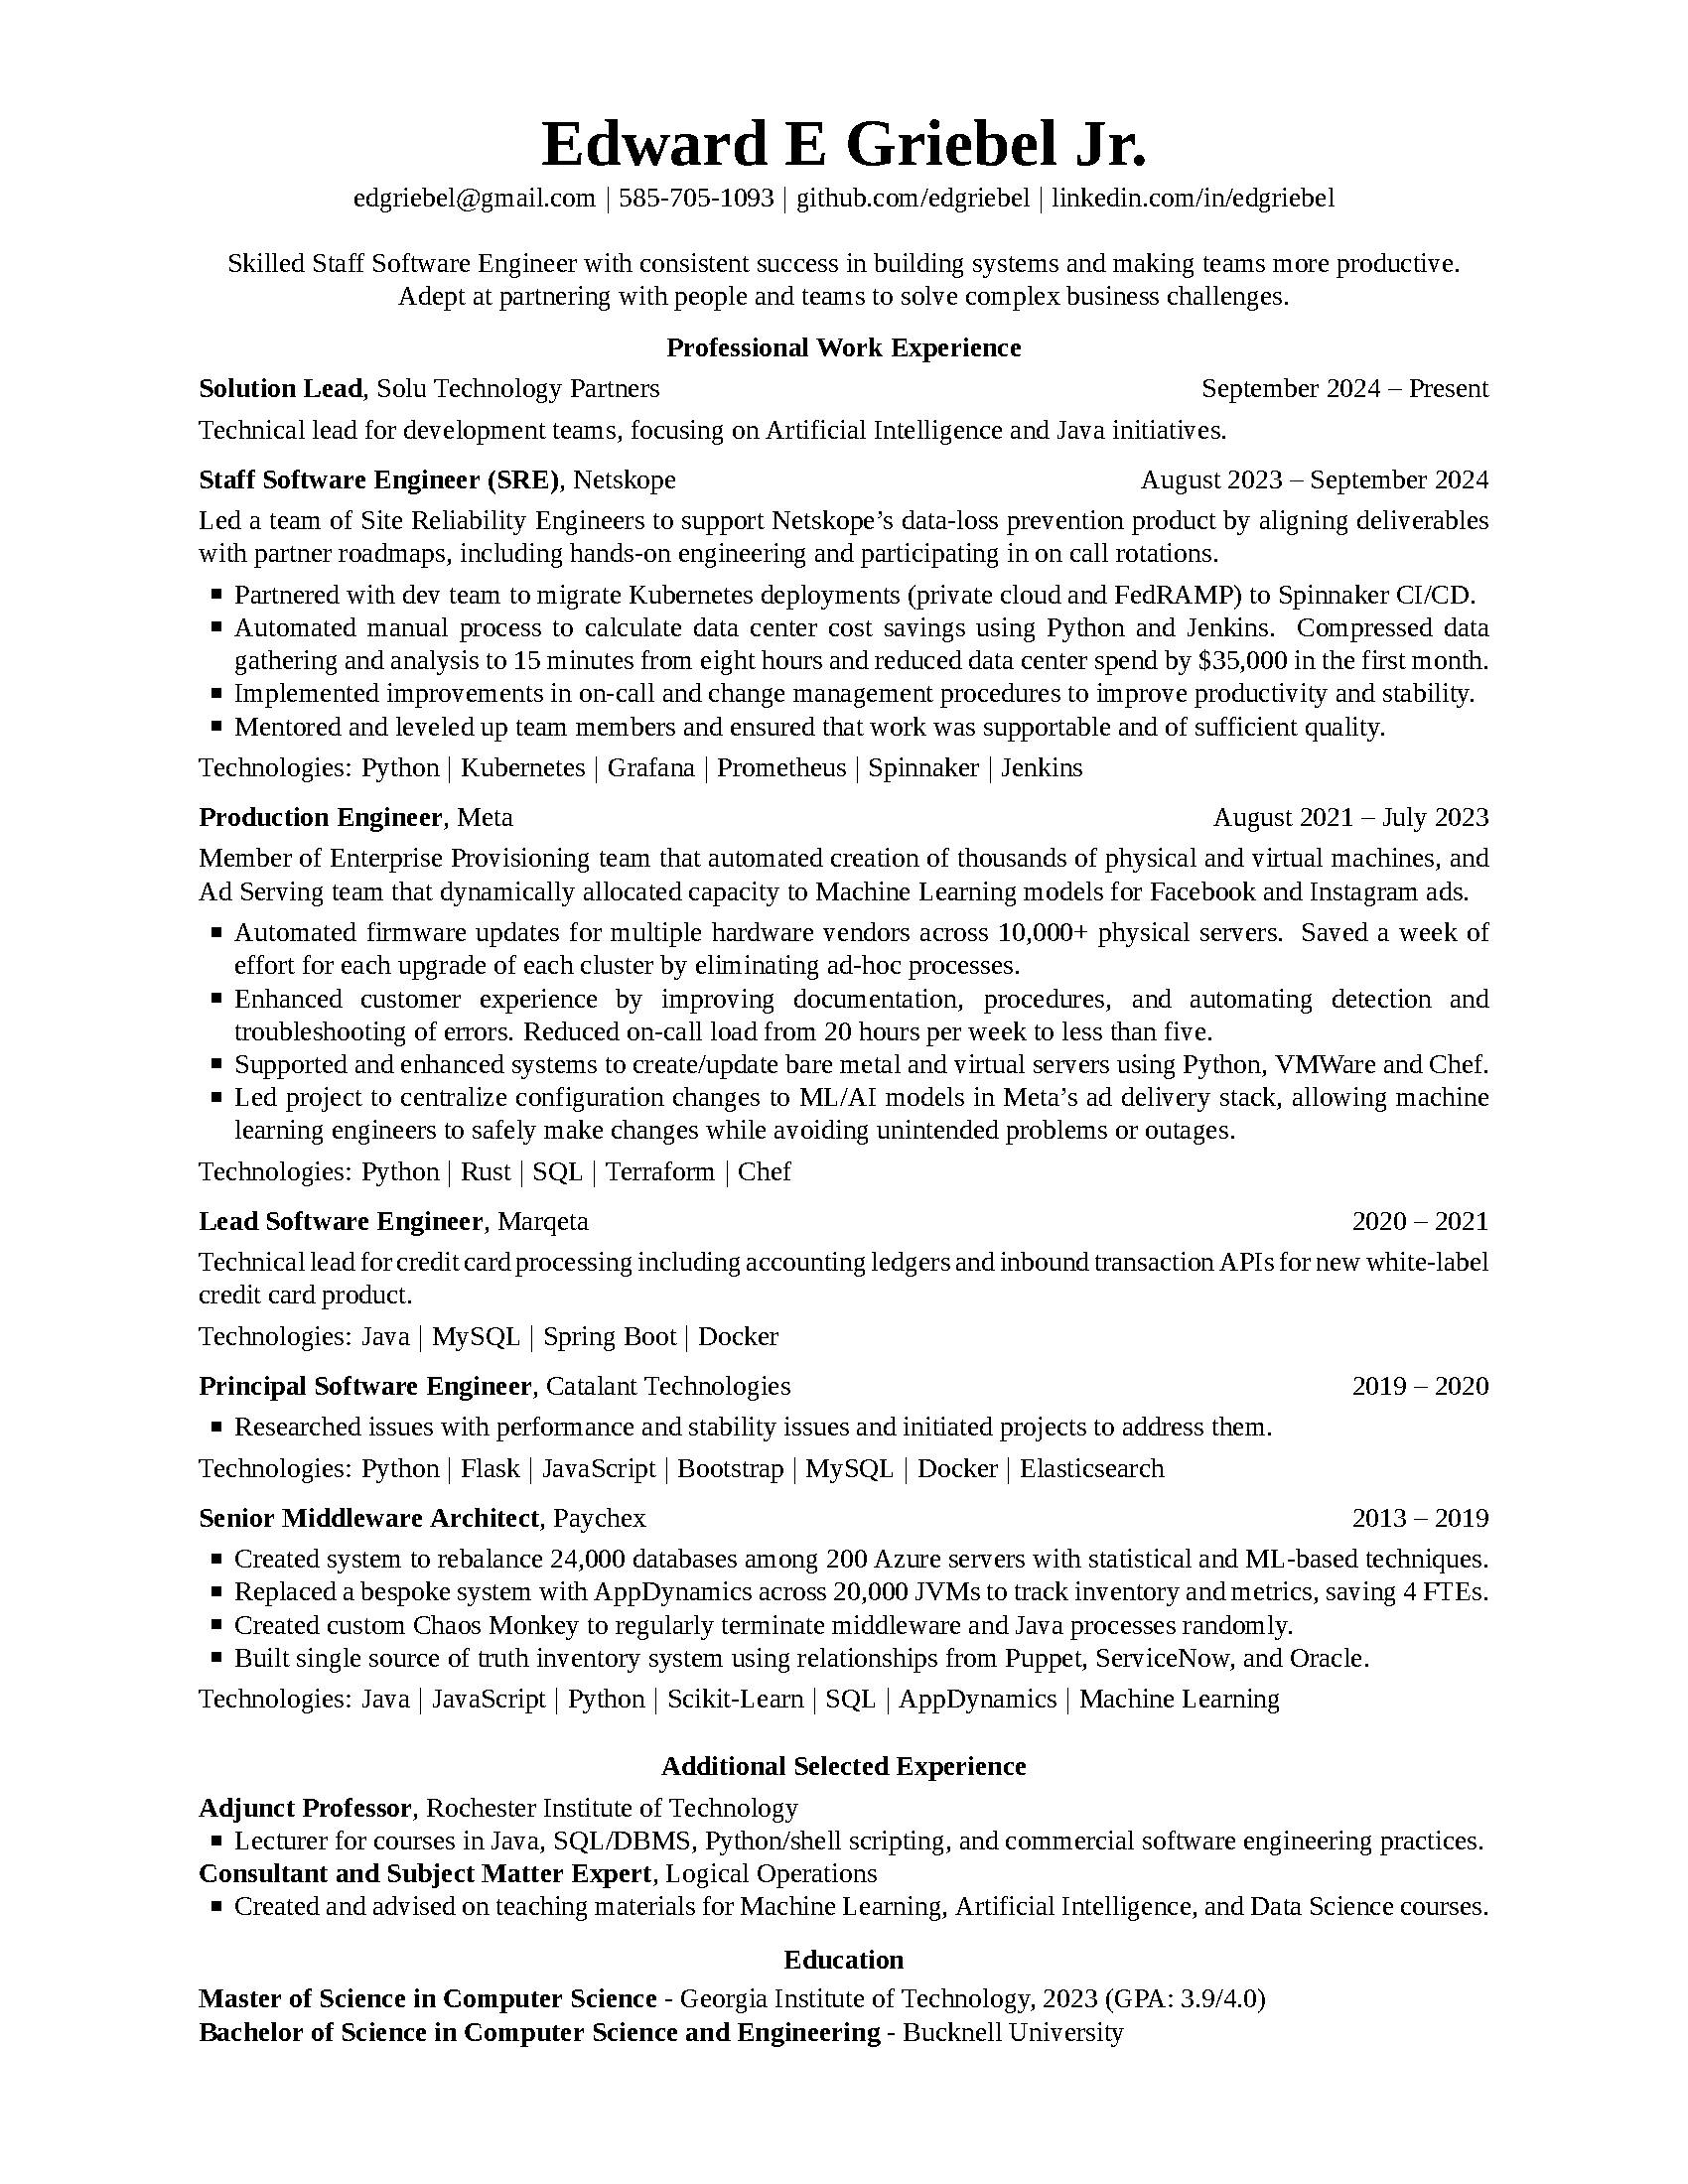 Edward E Griebel Jr.
edgriebel@gmail.com | 585-705-1093 | github.com/edgriebel | linkedin.com/in/edgriebel
Skilled Staff Software Engineer with consistent success in building systems and making teams more productive.
Adept at partnering with people and teams to solve complex business challenges.
Professional Work Experience
Solution Lead, Solu Technology Partners September 2024 – Present
Technical lead for development teams, focusing on Artificial Intelligence and Java initiatives.
Staff Software Engineer (SRE), Netskope August 2023 – September 2024
Led a team of Site Reliability Engineers to support Netskope’s data-loss prevention product by aligning deliverables
with partner roadmaps, including hands-on engineering and participating in on call rotations.
▪ Partnered with dev team to migrate Kubernetes deployments (private cloud and FedRAMP) to Spinnaker CI/CD.
▪ Automated manual process to calculate data center cost savings using Python and Jenkins. Compressed data
gathering and analysis to 15 minutes from eight hours and reduced data center spend by $35,000 in the first month.
▪ Implemented improvements in on-call and change management procedures to improve productivity and stability.
▪ Mentored and leveled up team members and ensured that work was supportable and of sufficient quality.
Technologies: Python | Kubernetes | Grafana | Prometheus | Spinnaker | Jenkins
Production Engineer, Meta August 2021 – July 2023
Member of Enterprise Provisioning team that automated creation of thousands of physical and virtual machines, and
Ad Serving team that dynamically allocated capacity to Machine Learning models for Facebook and Instagram ads.
▪ Automated firmware updates for multiple hardware vendors across 10,000+ physical servers. Saved a week of
effort for each upgrade of each cluster by eliminating ad-hoc processes.
▪ Enhanced customer experience by improving documentation, procedures, and automating detection and
troubleshooting of errors. Reduced on-call load from 20 hours per week to less than five.
▪ Supported and enhanced systems to create/update bare metal and virtual servers using Python, VMWare and Chef.
▪ Led project to centralize configuration changes to ML/AI models in Meta’s ad delivery stack, allowing machine
learning engineers to safely make changes while avoiding unintended problems or outages.
Technologies: Python | Rust | SQL | Terraform | Chef
Lead Software Engineer, Marqeta 2020 – 2021
Technical lead for credit card processing including accounting ledgers and inbound transaction APIs for new white-label
credit card product.
Technologies: Java | MySQL | Spring Boot | Docker
Principal Software Engineer, Catalant Technologies 2019 – 2020
▪ Researched issues with performance and stability issues and initiated projects to address them.
Technologies: Python | Flask | JavaScript | Bootstrap | MySQL | Docker | Elasticsearch
Senior Middleware Architect, Paychex 2013 – 2019
▪ Created system to rebalance 24,000 databases among 200 Azure servers with statistical and ML-based techniques.
▪ Replaced a bespoke system with AppDynamics across 20,000 JVMs to track inventory and metrics, saving 4 FTEs.
▪ Created custom Chaos Monkey to regularly terminate middleware and Java processes randomly.
▪ Built single source of truth inventory system using relationships from Puppet, ServiceNow, and Oracle.
Technologies: Java | JavaScript | Python | Scikit-Learn | SQL | AppDynamics | Machine Learning
Additional Selected Experience
Adjunct Professor, Rochester Institute of Technology
▪ Lecturer for courses in Java, SQL/DBMS, Python/shell scripting, and commercial software engineering practices.
Consultant and Subject Matter Expert, Logical Operations
▪ Created and advised on teaching materials for Machine Learning, Artificial Intelligence, and Data Science courses.
Education
Master of Science in Computer Science - Georgia Institute of Technology, 2023 (GPA: 3.9/4.0)
Bachelor of Science in Computer Science and Engineering - Bucknell University